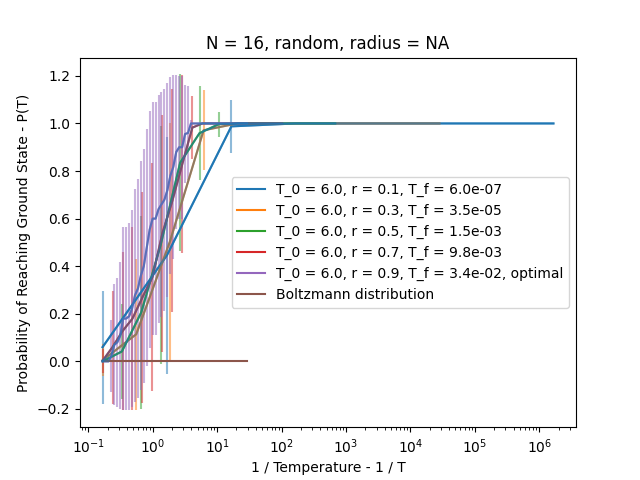 N = 16, random, radius = NA
Probability of Reaching Ground State - P(T)
1.2
1.0
0.8
0.6
0.4
0.2
0.0
−0.2
T_0 = 6.0, r = 0.1, T_f = 6.0e-07
T_0 = 6.0, r = 0.3, T_f = 3.5e-05
T_0 = 6.0, r = 0.5, T_f = 1.5e-03
T_0 = 6.0, r = 0.7, T_f = 9.8e-03
T_0 = 6.0, r = 0.9, T_f = 3.4e-02, optimal
Boltzmann distribution
10⁻¹ 10⁰ 10¹ 10² 10³ 10⁴ 10⁵ 10⁶
1 / Temperature - 1 / T